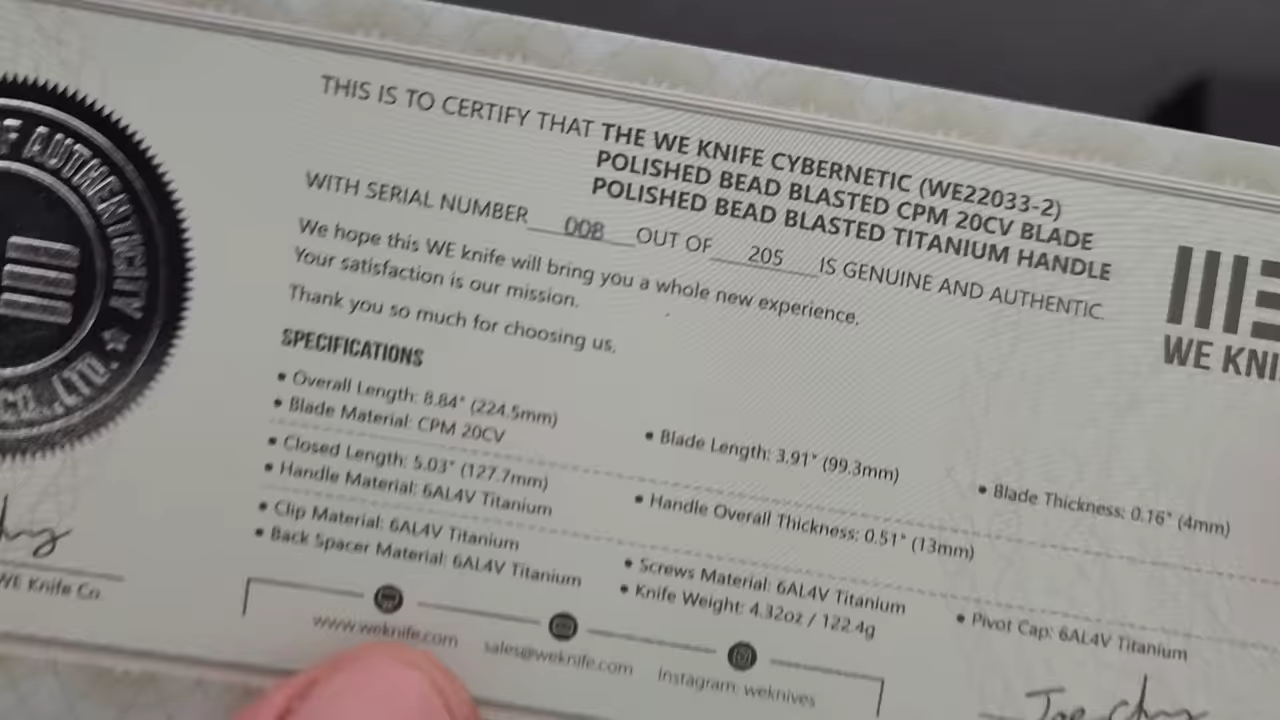 THIS IS TO CERTIFY THAT THE WE KNIFE CYBERNETIC (WE22033-2)
POLISHED BEAD BLASTED CPM 20CV BLADE
POLISHED BEAD BLASTED TITANIUM HANDLE
WITH SERIAL NUMBER 008 OUT OF 205 IS GENUINE AND AUTHENTIC.
We hope this WE knife will bring you a whole new experience.
Your satisfaction is our mission.
Thank you so much for choosing us.
SPECIFICATIONS
• Overall Length: 8.84" (224.5mm)
• Blade Length: 3.91" (99.3mm)
• Blade Thickness: 0.16" (4mm)
• Blade Material: CPM 20CV
• Closed Length: 5.03" (127.7mm)
• Handle Overall Thickness: 0.51" (13mm)
• Handle Material: 6AL4V Titanium
• Clip Material: 6AL4V Titanium
• Screws Material: 6AL4V Titanium
• Pivot Cap: 6AL4V Titanium
• Back Spacer Material: 6AL4V Titanium
• Knife Weight: 4.32oz / 122.4g
www.weknife.com
sales@weknife.com
Instagram: weknives
WE KNI
F AUTHENTICITY ★
CO., LTD.
WE Knife Co.